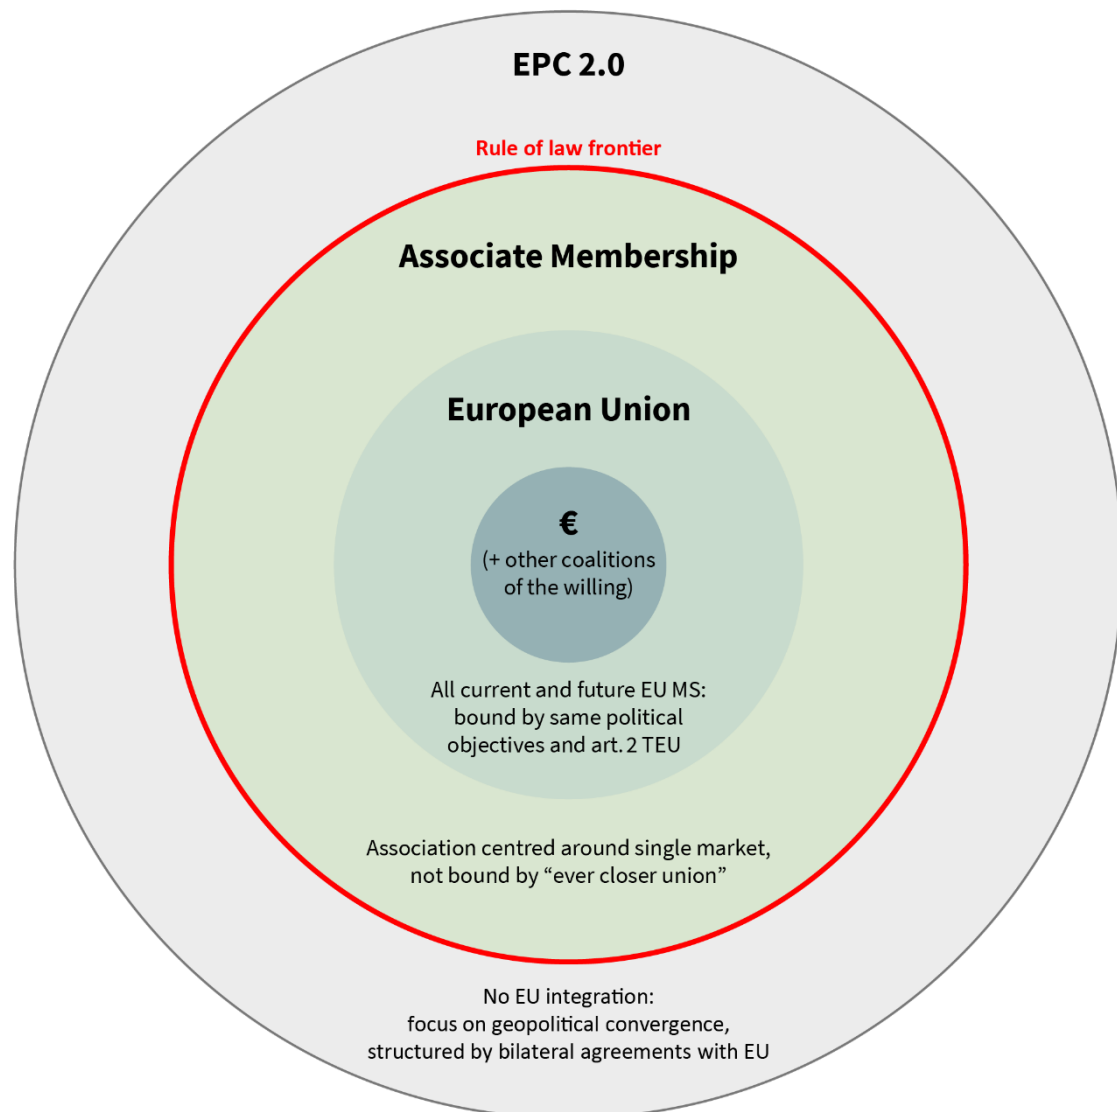 EPC 2.0
Rule of law frontier
Associate Membership
European Union
€
(+ other coalitions
of the willing)
All current and future EU MS:
bound by same political
objectives and art. 2 TEU
Association centred around single market,
not bound by “ever closer union”
No EU integration:
focus on geopolitical convergence,
structured by bilateral agreements with EU